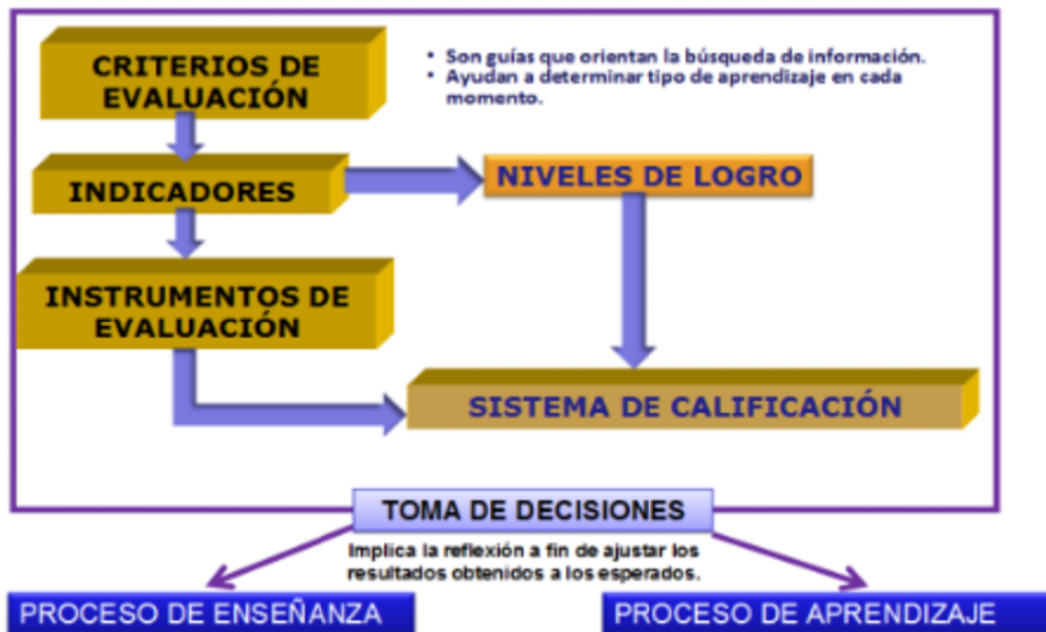 CRITERIOS DE
EVALUACIÓN
• Son guías que orientan la búsqueda de información.
• Ayudan a determinar tipo de aprendizaje en cada
momento.
INDICADORES
NIVELES DE LOGRO
INSTRUMENTOS DE
EVALUACIÓN
SISTEMA DE CALIFICACIÓN
TOMA DE DECISIONES
Implica la reflexión a fin de ajustar los
resultados obtenidos a los esperados.
PROCESO DE ENSEÑANZA
PROCESO DE APRENDIZAJE